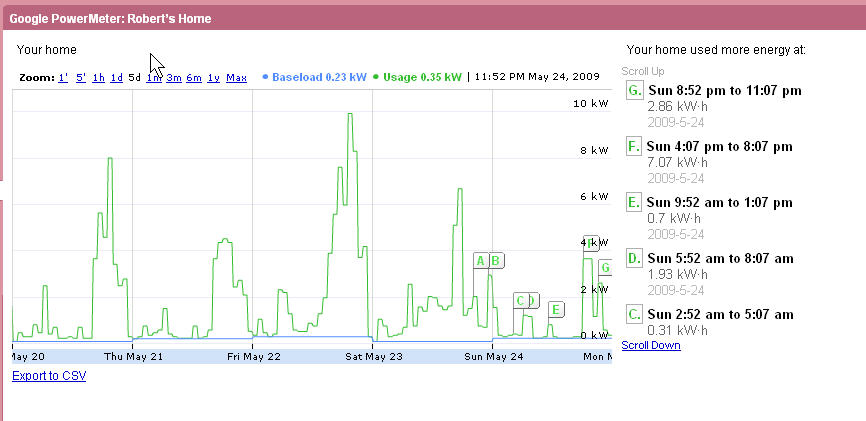 Google PowerMeter: Robert's Home
Your home
Zoom: 1' 5' 1h 1d 5d 1m 3m 6m 1y Max
Baseload 0.23 kW Usage 0.35 kW | 11:52 PM May 24, 2009
10 kW
8 kW
6 kW
4 kW
2 kW
0 kW
A B
C D
E
F
G
May 20 Thu May 21 Fri May 22 Sat May 23 Sun May 24 Mon
Export to CSV
Your home used more energy at:
Scroll Up
G. Sun 8:52 pm to 11:07 pm
2.86 kW·h
2009-5-24
F. Sun 4:07 pm to 8:07 pm
7.07 kW·h
2009-5-24
E. Sun 9:52 am to 1:07 pm
0.7 kW·h
2009-5-24
D. Sun 5:52 am to 8:07 am
1.93 kW·h
2009-5-24
C. Sun 2:52 am to 5:07 am
0.31 kW·h
Scroll Down